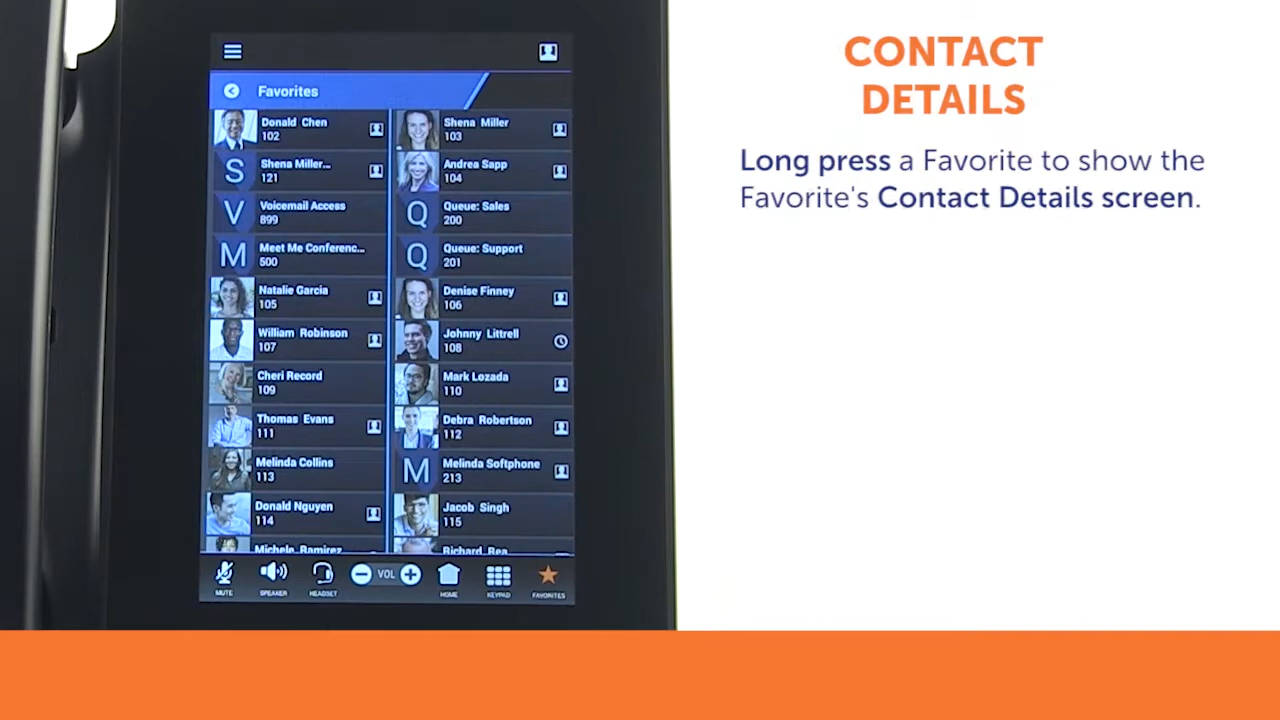 CONTACT
DETAILS
Long press a Favorite to show the
Favorite's Contact Details screen.
Favorites
Donald Chen
102
Shena Miller
103
S
Shena Miller...
121
Andrea Sapp
104
V
Voicemail Access
899
Q
Queue: Sales
200
M
Meet Me Conferenc...
500
Q
Queue: Support
201
Natalie Garcia
105
Denise Finney
106
William Robinson
107
Johnny Littrell
108
Cheri Record
109
Mark Lozada
110
Thomas Evans
111
Debra Robertson
112
Melinda Collins
113
M
Melinda Softphone
213
Donald Nguyen
114
Jacob Singh
115
Michele Ramirez
Richard Rea
VOL
MUTE
SPEAKER
HEADSET
HOME
KEYPAD
FAVORITES